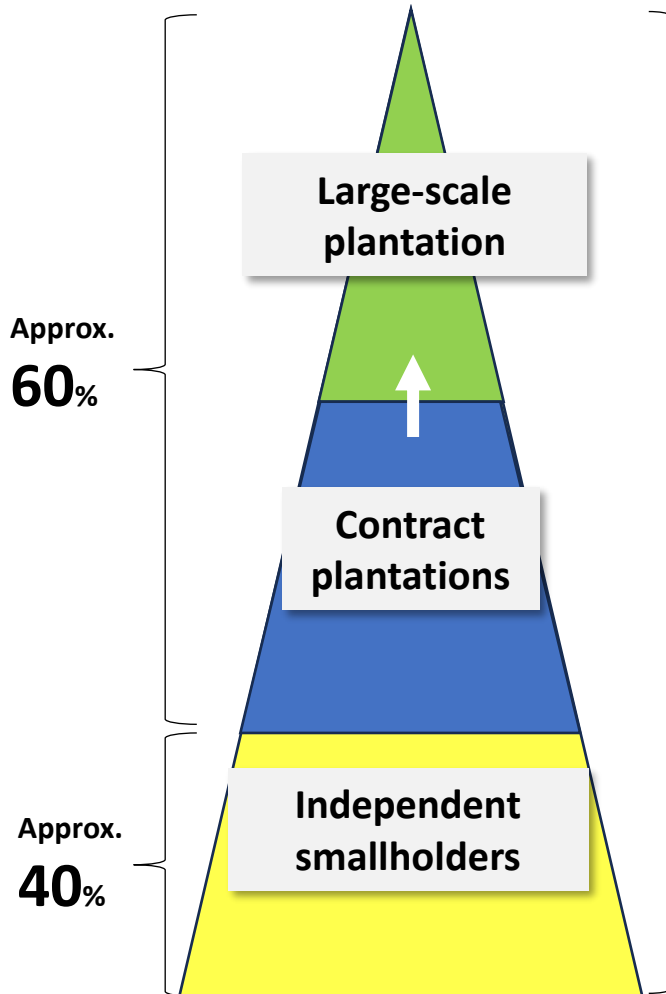 Large-scale
plantation
Approx.
60%
Contract
plantations
Independent
smallholders
Approx.
40%